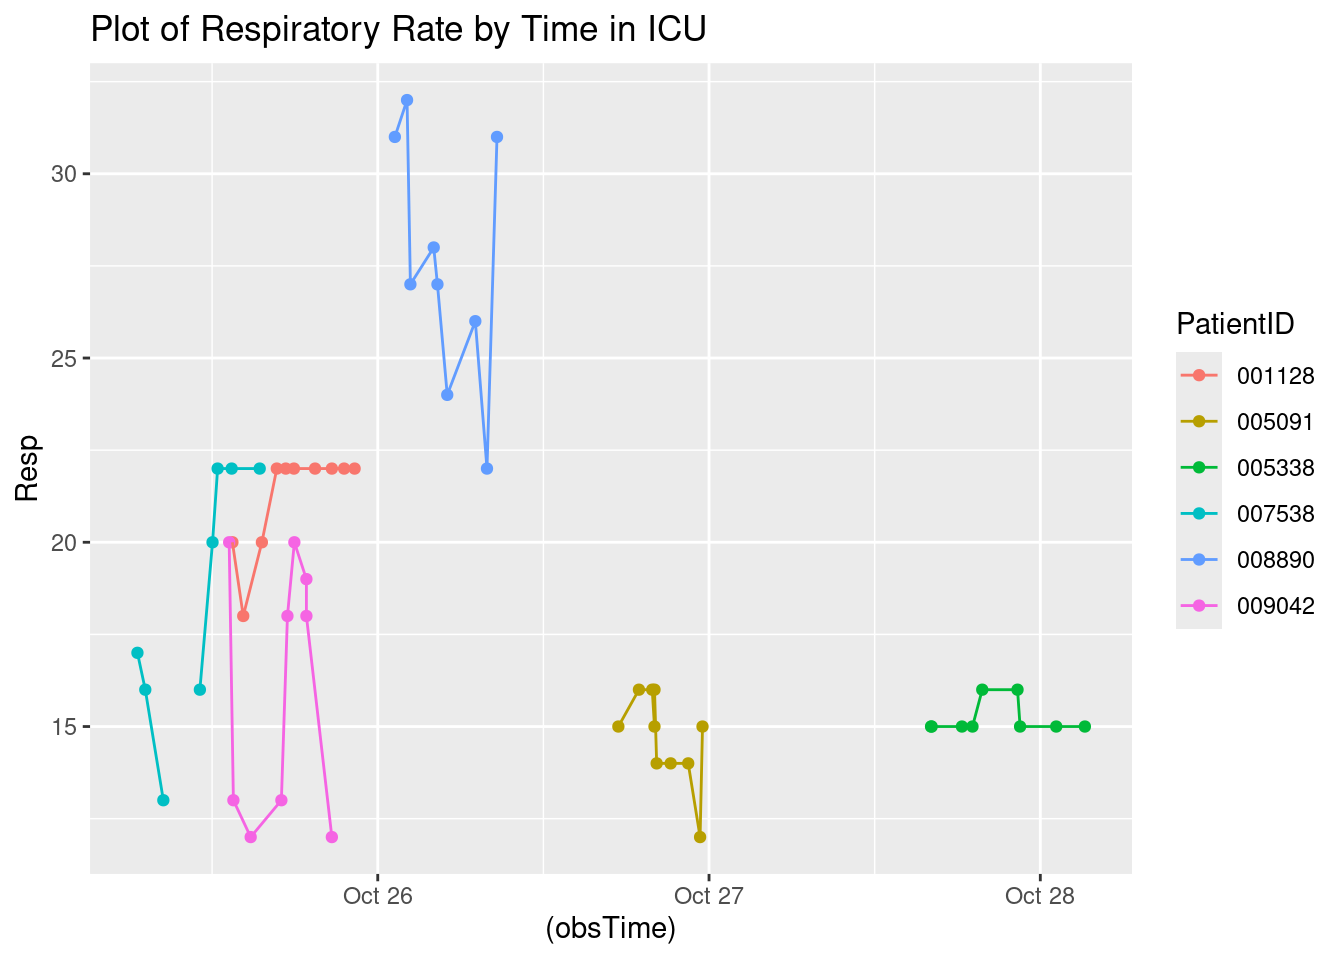 Plot of Respiratory Rate by Time in ICU
Resp
30
25
20
15
Oct 26
Oct 27
Oct 28
(obsTime)
PatientID
001128
005091
005338
007538
008890
009042